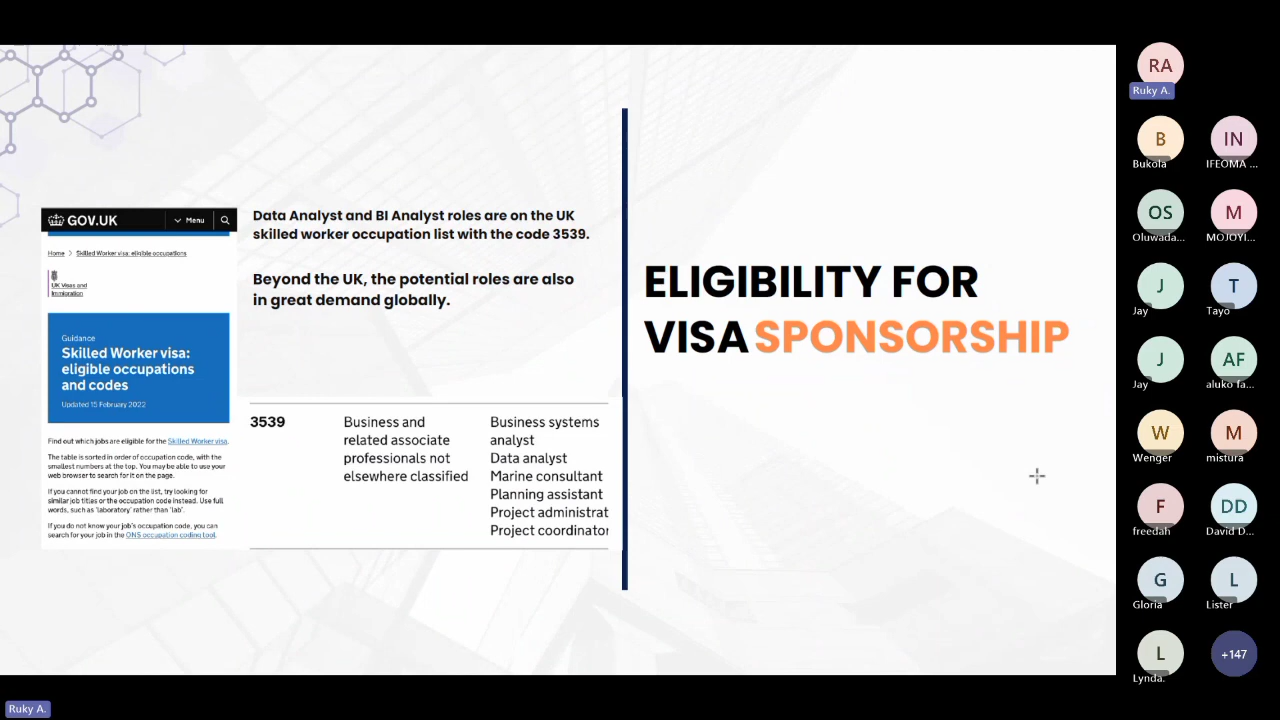 GOV.UK
Menu
Home > Skilled Worker visa: eligible occupations
UK Visas and
Immigration
Guidance
Skilled Worker visa:
eligible occupations
and codes
Updated 15 February 2022
Find out which jobs are eligible for the Skilled Worker visa.
The table is sorted in order of occupation code, with the
smallest numbers at the top. You may be able to use your
web browser to search for it on the page.
If you cannot find your job on the list, try looking for
similar job titles or the occupation code instead. Use full
words, such as 'laboratory' rather than 'lab'.
If you do not know your job's occupation code, you can
search for your job in the ONS occupation coding tool.
Data Analyst and BI Analyst roles are on the UK
skilled worker occupation list with the code 3539.
Beyond the UK, the potential roles are also
in great demand globally.
3539
Business and
related associate
professionals not
elsewhere classified
Business systems
analyst
Data analyst
Marine consultant
Planning assistant
Project administrat
Project coordinator
ELIGIBILITY FOR
VISA SPONSORSHIP
RA
Ruky A.
B
Bukola
IN
IFEOMA ...
OS
Oluwada...
M
MOJOYI...
J
Jay
T
Tayo
J
Jay
AF
aluko fa...
W
Wenger
M
mistura
F
freedah
DD
David D...
G
Gloria
L
Lister
L
Lynda.
+147
Ruky A.